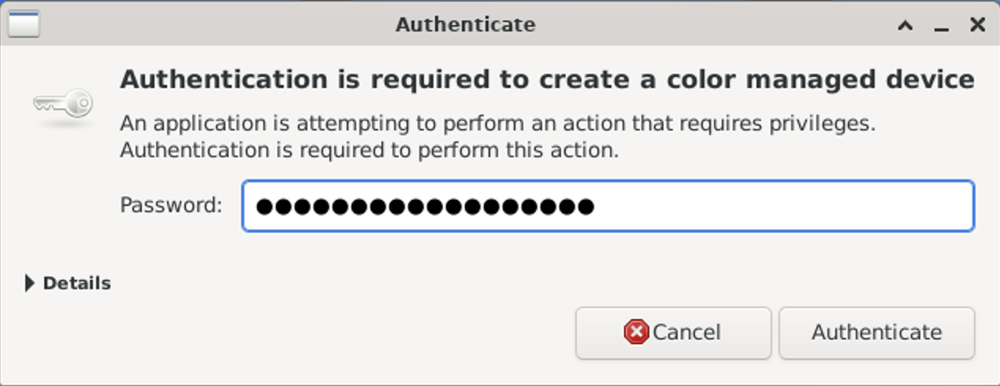 Authenticate
Authentication is required to create a color managed device
An application is attempting to perform an action that requires privileges.
Authentication is required to perform this action.
Password: ●●●●●●●●●●●●●●●●●●
Details
Cancel Authenticate